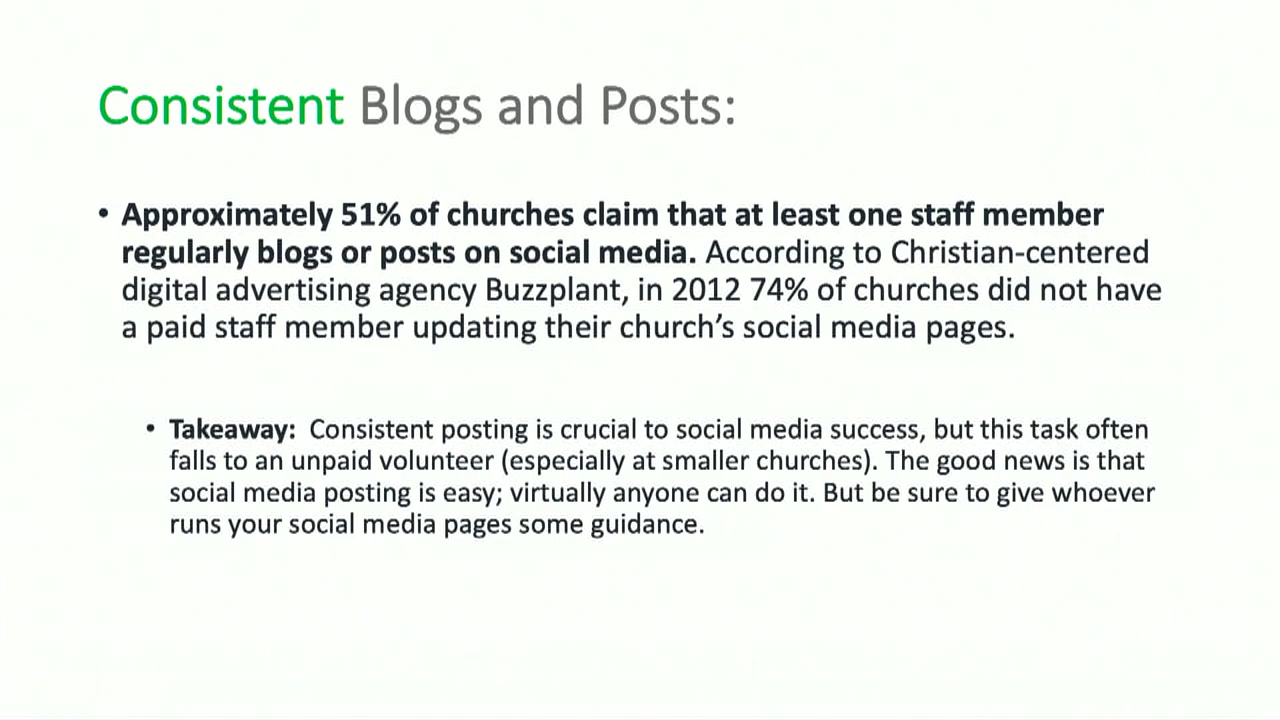 Consistent Blogs and Posts:
• Approximately 51% of churches claim that at least one staff member
regularly blogs or posts on social media. According to Christian-centered
digital advertising agency Buzzplant, in 2012 74% of churches did not have
a paid staff member updating their church’s social media pages.
• Takeaway: Consistent posting is crucial to social media success, but this task often
falls to an unpaid volunteer (especially at smaller churches). The good news is that
social media posting is easy; virtually anyone can do it. But be sure to give whoever
runs your social media pages some guidance.